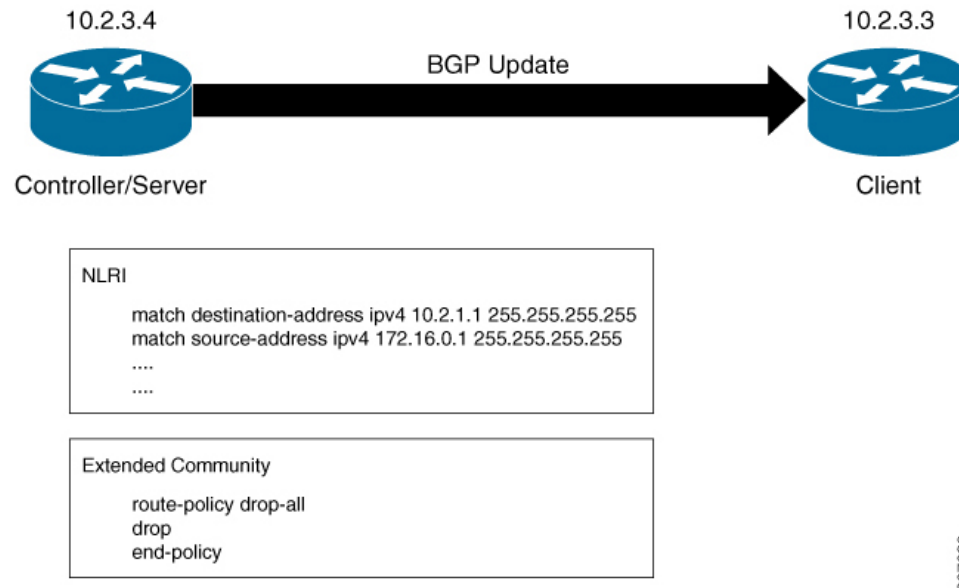 10.2.3.4
10.2.3.3
BGP Update
Controller/Server
Client
NLRI
match destination-address ipv4 10.2.1.1 255.255.255.255
match source-address ipv4 172.16.0.1 255.255.255.255
....
....
Extended Community
route-policy drop-all
drop
end-policy